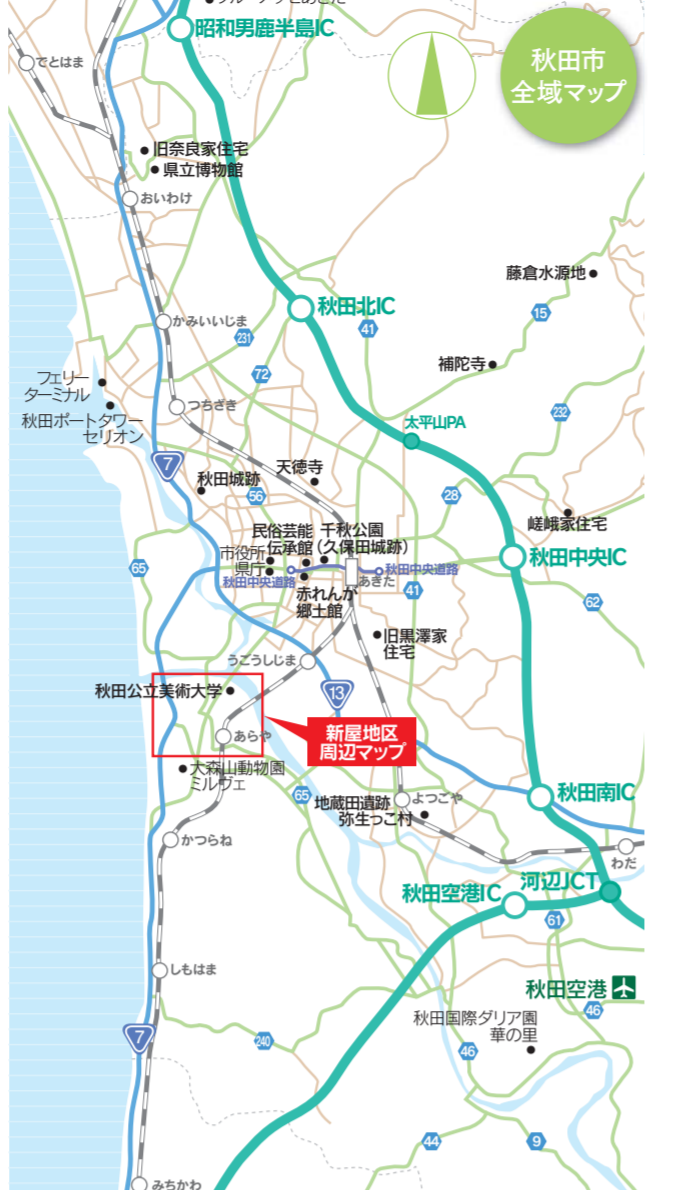 昭和男鹿半島IC
秋田市
全域マップ
でとはま
旧奈良家住宅
県立博物館
おいわけ
藤倉水源地
秋田北IC
15
かみいいじま
41
231
補陀寺
72
フェリー
ターミナル
つちざき
232
秋田ポートタワー
セリオン
太平山PA
7
天徳寺
秋田城跡
56
28
嵯峨家住宅
民俗芸能
伝承館
千秋公園
(久保田城跡)
市役所
県庁
秋田中央IC
65
秋田中央道路
秋田中央道路
あきた
赤れんが
郷土館
41
62
旧黒澤家
住宅
うごうしじま
秋田公立美術大学
13
あらや
新屋地区
周辺マップ
大森山動物園
ミルヴェ
65
地蔵田遺跡
弥生っこ村
よつごや
秋田南IC
かつらね
わだ
秋田空港IC
河辺JCT
61
しもはま
秋田空港
46
秋田国際ダリア園
華の里
7
240
46
44
9
みちかわ